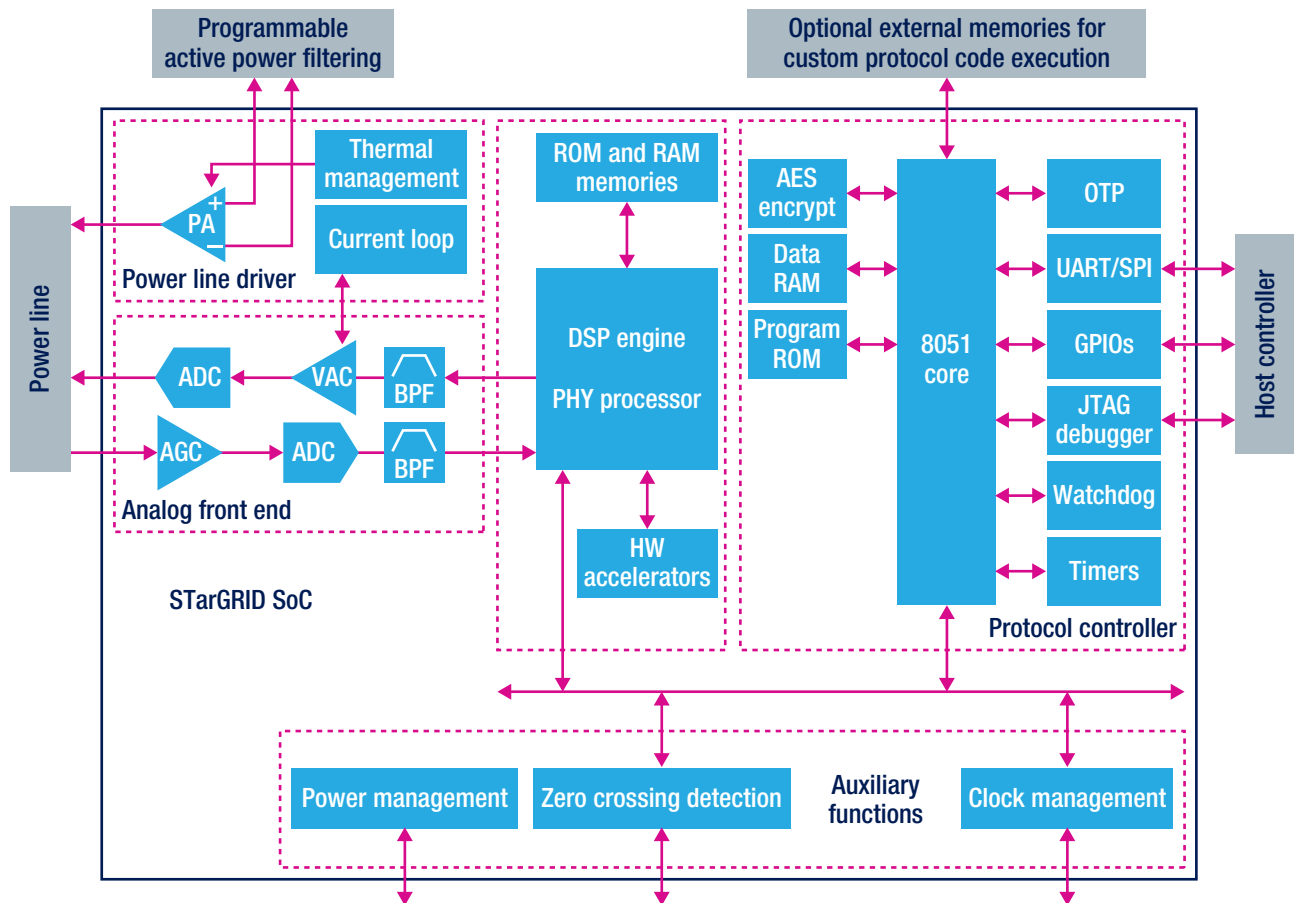 Programmable
active power filtering
Optional external memories for
custom protocol code execution
Thermal
management
PA
+
–
Current loop
Power line driver
Power line
ADC
VAC
BPF
AGC
ADC
BPF
Analog front end
STarGRID SoC
ROM and RAM
memories
DSP engine
PHY processor
HW
accelerators
AES
encrypt
Data
RAM
Program
ROM
8051
core
OTP
UART/SPI
GPIOs
JTAG
debugger
Watchdog
Timers
Protocol controller
Host controller
Power management
Zero crossing detection
Auxiliary
functions
Clock management